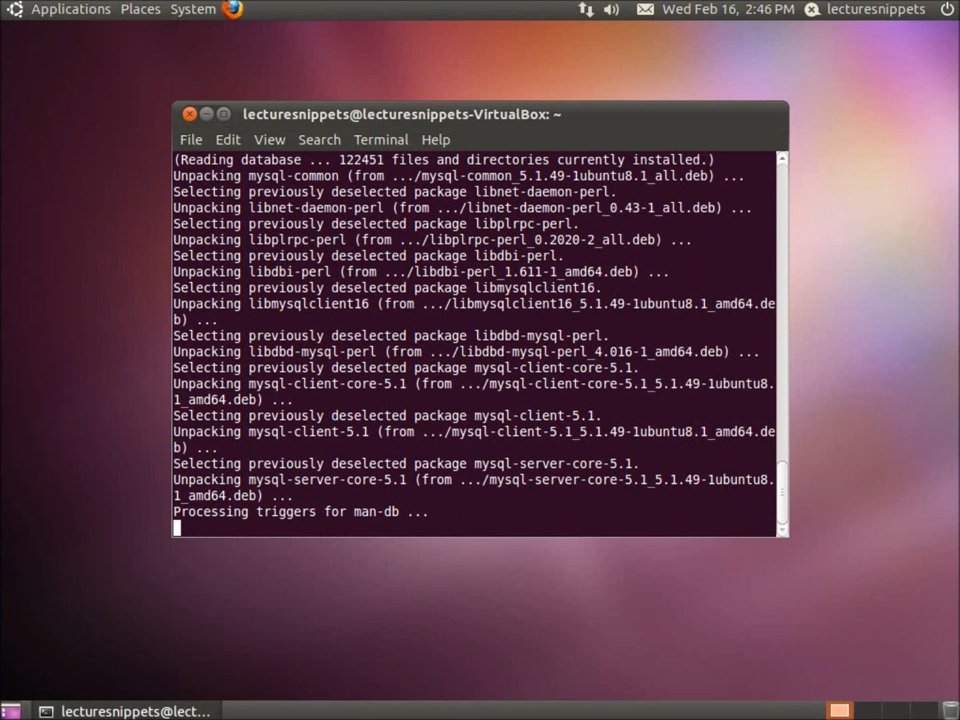 Applications Places System Wed Feb 16, 2:46 PM lecturesnippets
lecturesnippets@lecturesnippets-VirtualBox: ~
File Edit View Search Terminal Help
(Reading database ... 122451 files and directories currently installed.)
Unpacking mysql-common (from .../mysql-common_5.1.49-1ubuntu8.1_all.deb) ...
Selecting previously deselected package libnet-daemon-perl.
Unpacking libnet-daemon-perl (from .../libnet-daemon-perl_0.43-1_all.deb) ...
Selecting previously deselected package libplrpc-perl.
Unpacking libplrpc-perl (from .../libplrpc-perl_0.2020-2_all.deb) ...
Selecting previously deselected package libdbi-perl.
Unpacking libdbi-perl (from .../libdbi-perl_1.611-1_amd64.deb) ...
Selecting previously deselected package libmysqlclient16.
Unpacking libmysqlclient16 (from .../libmysqlclient16_5.1.49-1ubuntu8.1_amd64.de
b) ...
Selecting previously deselected package libdbd-mysql-perl.
Unpacking libdbd-mysql-perl (from .../libdbd-mysql-perl_4.016-1_amd64.deb) ...
Selecting previously deselected package mysql-client-core-5.1.
Unpacking mysql-client-core-5.1 (from .../mysql-client-core-5.1_5.1.49-1ubuntu8.
1_amd64.deb) ...
Selecting previously deselected package mysql-client-5.1.
Unpacking mysql-client-5.1 (from .../mysql-client-5.1_5.1.49-1ubuntu8.1_amd64.de
b) ...
Selecting previously deselected package mysql-server-core-5.1.
Unpacking mysql-server-core-5.1 (from .../mysql-server-core-5.1_5.1.49-1ubuntu8.
1_amd64.deb) ...
Processing triggers for man-db ...
lecturesnippets@lect...